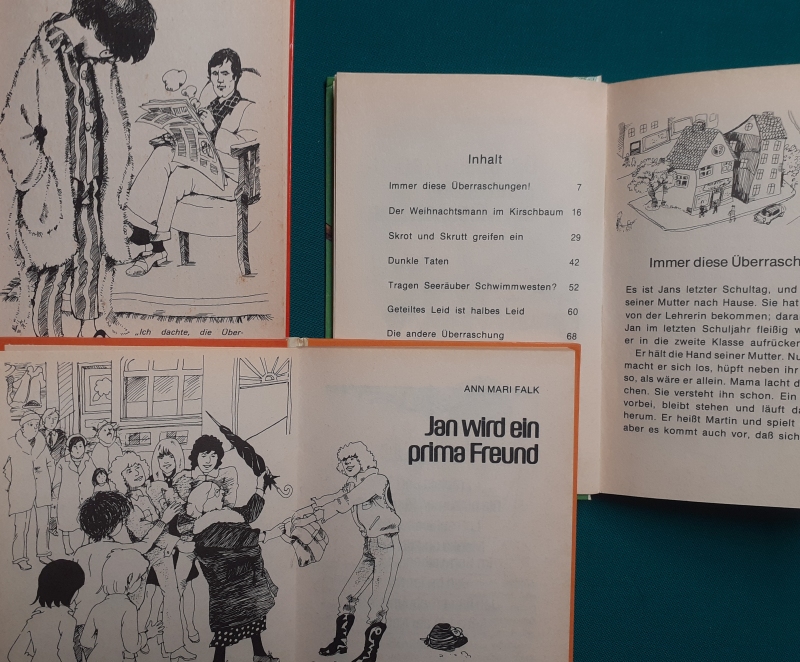 „Ich dachte, die Über-
Inhalt
Immer diese Überraschungen! 7
Der Weihnachtsmann im Kirschbaum 16
Skrot und Skrutt greifen ein 29
Dunkle Taten 42
Tragen Seeräuber Schwimmwesten? 52
Geteiltes Leid ist halbes Leid 60
Die andere Überraschung 68
Immer diese Überrasch
Es ist Jans letzter Schultag, und
seiner Mutter nach Hause. Sie hat
von der Lehrerin bekommen; dara
Jan im letzten Schuljahr fleißig w
er in die zweite Klasse aufrücke
Er hält die Hand seiner Mutter. Nu
macht er sich los, hüpft neben ihr
so, als wäre er allein. Mama lacht d
chen. Sie versteht ihn schon. Ein
vorbei, bleibt stehen und läuft da
herum. Er heißt Martin und spielt
aber es kommt auch vor, daß sich
ANN MARI FALK
Jan wird ein
prima Freund